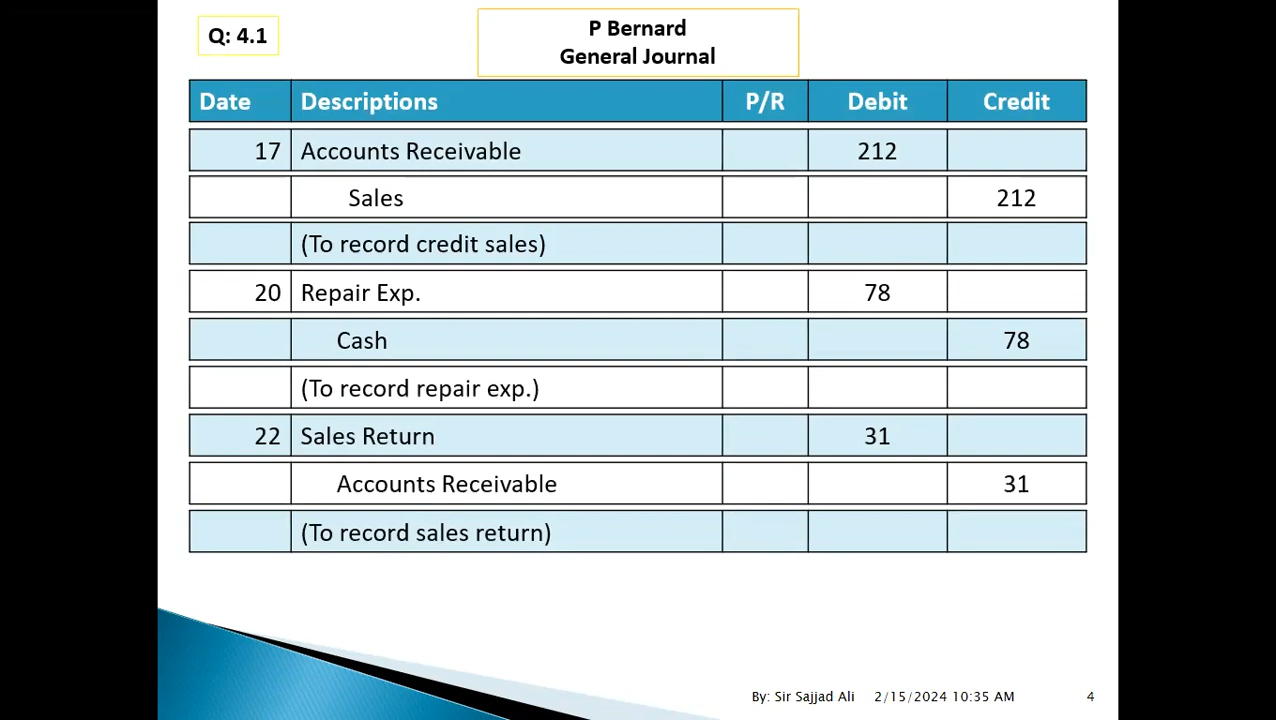 Q: 4.1
P Bernard
General Journal
Date Descriptions P/R Debit Credit
17 Accounts Receivable 212
Sales 212
(To record credit sales)
20 Repair Exp. 78
Cash 78
(To record repair exp.)
22 Sales Return 31
Accounts Receivable 31
(To record sales return)
By: Sir Sajjad Ali 2/15/2024 10:35 AM 4